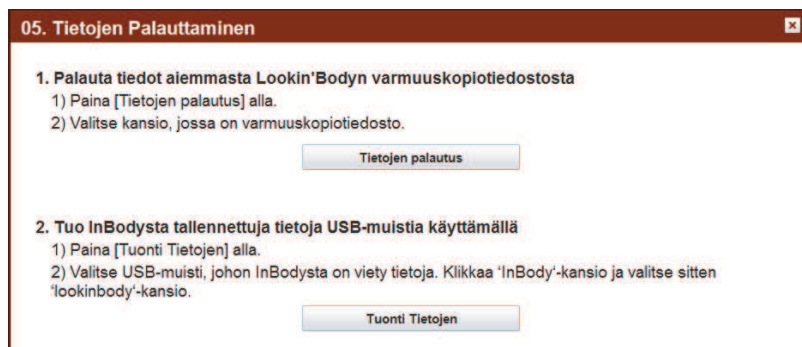 05. Tietojen Palauttaminen
1. Palauta tiedot aiemmasta Lookin'Bodyn varmuuskopiotiedostosta
1) Paina [Tietojen palautus] alla.
2) Valitse kansio, jossa on varmuuskopiotiedosto.
Tietojen palautus
2. Tuo InBodysta tallennettuja tietoja USB-muistia käyttämällä
1) Paina [Tuonti Tietojen] alla.
2) Valitse USB-muisti, johon InBodysta on viety tietoja. Klikkaa ‘InBody‘-kansio ja valitse sitten
‘lookinbody‘-kansio.
Tuonti Tietojen